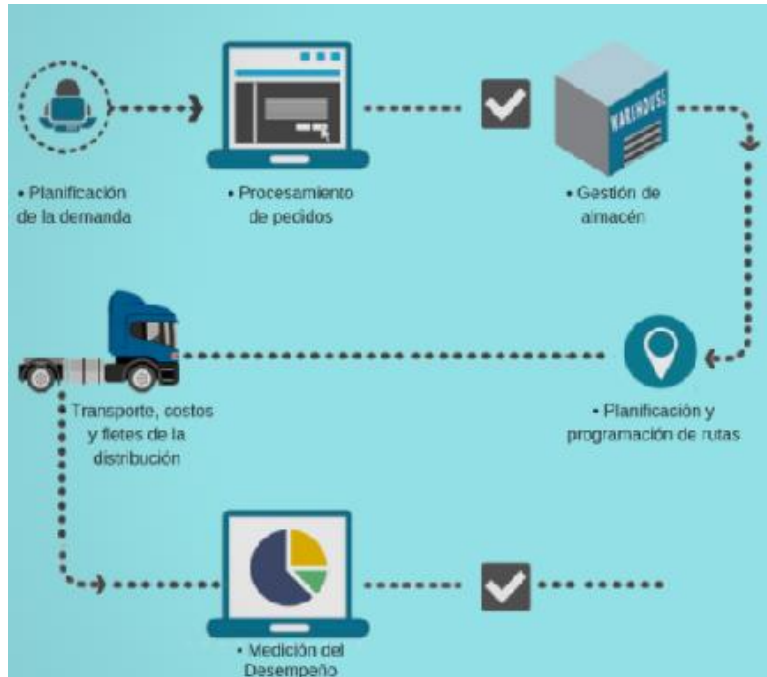 WAREHOUSE
• Planificación
de la demanda
• Procesamiento
de pedidos
• Gestión de
almacén
• Transporte, costos
y fletes de la
distribución
• Planificación y
programación de rutas
• Medición del
Desempeño